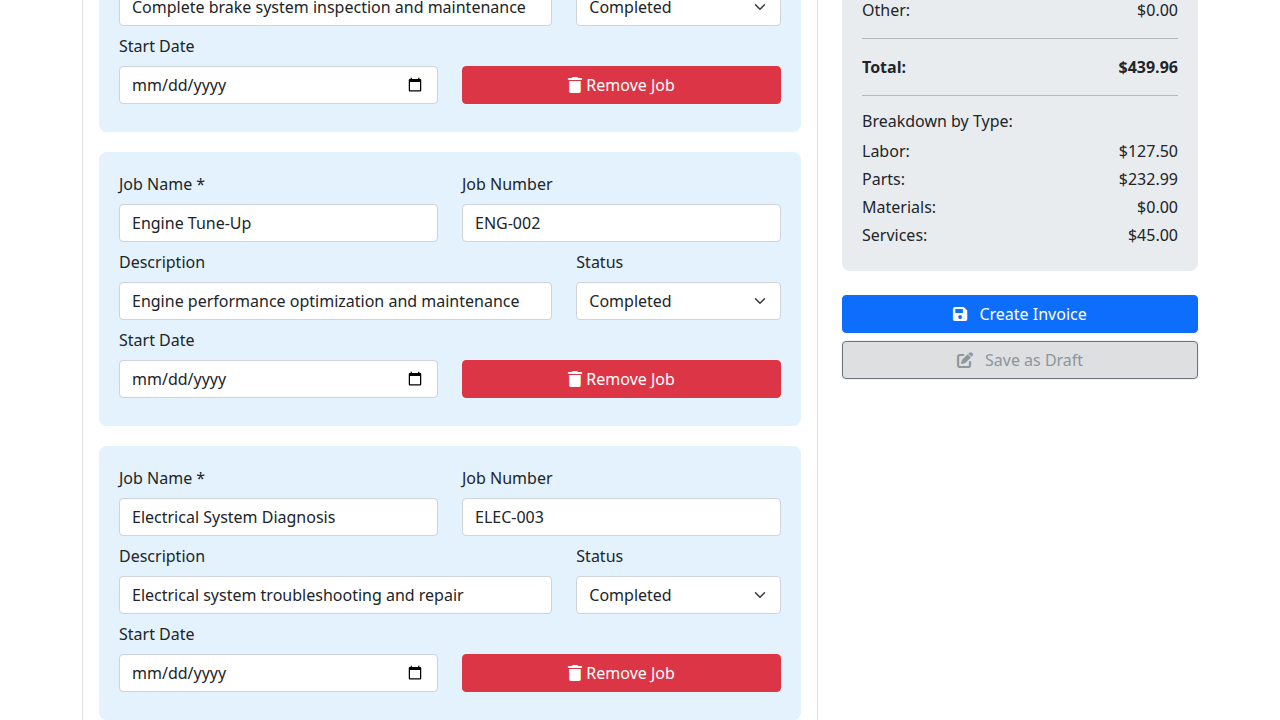 Complete brake system inspection and maintenance
Completed
Start Date
mm/dd/yyyy
Remove Job
Job Name *
Job Number
Engine Tune-Up
ENG-002
Description
Status
Engine performance optimization and maintenance
Completed
Start Date
mm/dd/yyyy
Remove Job
Job Name *
Job Number
Electrical System Diagnosis
ELEC-003
Description
Status
Electrical system troubleshooting and repair
Completed
Start Date
mm/dd/yyyy
Remove Job
Other: $0.00
Total: $439.96
Breakdown by Type:
Labor: $127.50
Parts: $232.99
Materials: $0.00
Services: $45.00
Create Invoice
Save as Draft